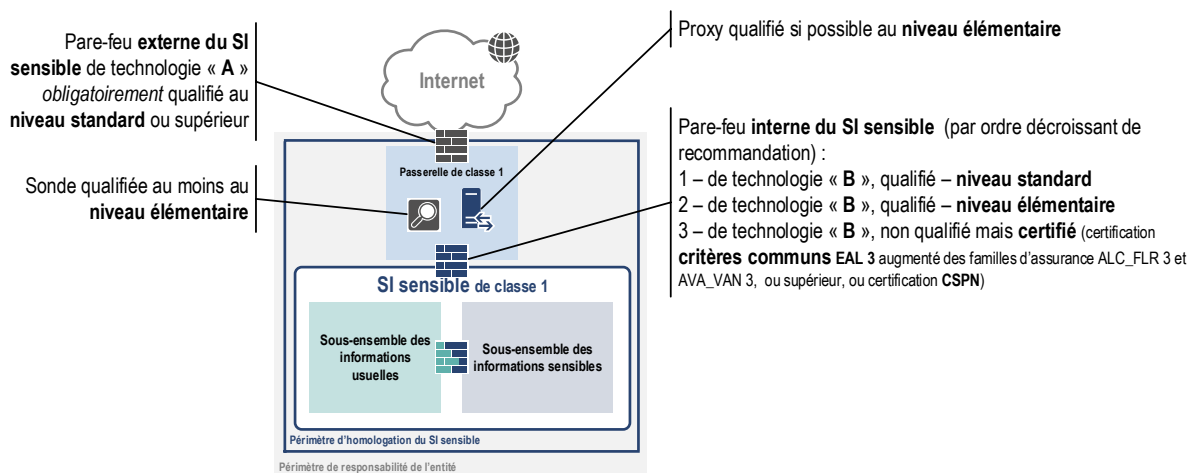 Pare-feu externe du SI
sensible de technologie « A »
obligatoirement qualifié au
niveau standard ou supérieur
Sonde qualifiée au moins au
niveau élémentaire
Internet
Passerelle de classe 1
SI sensible de classe 1
Sous-ensemble des
informations
usuelles
Sous-ensemble des
informations sensibles
Périmètre d'homologation du SI sensible
Périmètre de responsabilité de l'entité
Proxy qualifié si possible au niveau élémentaire
Pare-feu interne du SI sensible (par ordre décroissant de
recommandation) :
1 – de technologie « B », qualifié – niveau standard
2 – de technologie « B », qualifié – niveau élémentaire
3 – de technologie « B », non qualifié mais certifié (certification
critères communs EAL 3 augmenté des familles d'assurance ALC_FLR 3 et
AVA_VAN 3, ou supérieur, ou certification CSPN)